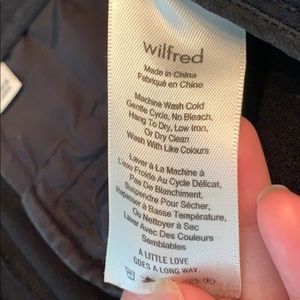 wilfred
Made in China
Fabriqué en Chine
Machine Wash Cold
Gentle Cycle, No Bleach,
Hang To Dry, Low Iron,
Or Dry Clean
Wash With Like Colours
Laver À La Machine À
L'eau Froide Au Cycle Délicat,
Pas De Blanchiment,
Suspendre Pour Sécher,
Repasser à Basse Température,
Ou Nettoyer à Sec
Laver Avec Des Couleurs
Semblables
A LITTLE LOVE
GOES A LONG WAY.